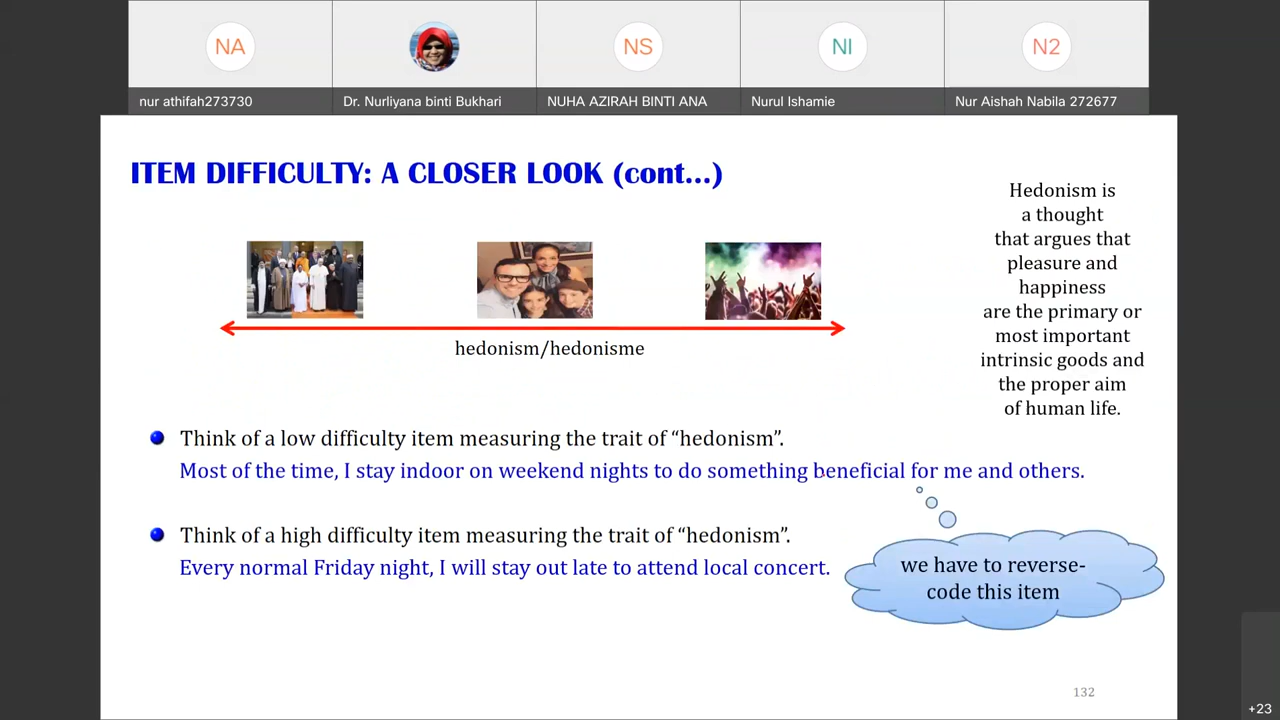 NA
NS
NI
N2
nur athifah273730
Dr. Nurliyana binti Bukhari
NUHA AZIRAH BINTI ANA
Nurul Ishamie
Nur Aishah Nabila 272677
ITEM DIFFICULTY: A CLOSER LOOK (cont...)
hedonism/hedonisme
Hedonism is
a thought
that argues that
pleasure and
happiness
are the primary or
most important
intrinsic goods and
the proper aim
of human life.
Think of a low difficulty item measuring the trait of “hedonism”.
Most of the time, I stay indoor on weekend nights to do something beneficial for me and others.
Think of a high difficulty item measuring the trait of “hedonism”.
Every normal Friday night, I will stay out late to attend local concert.
we have to reverse-
code this item
132
+23